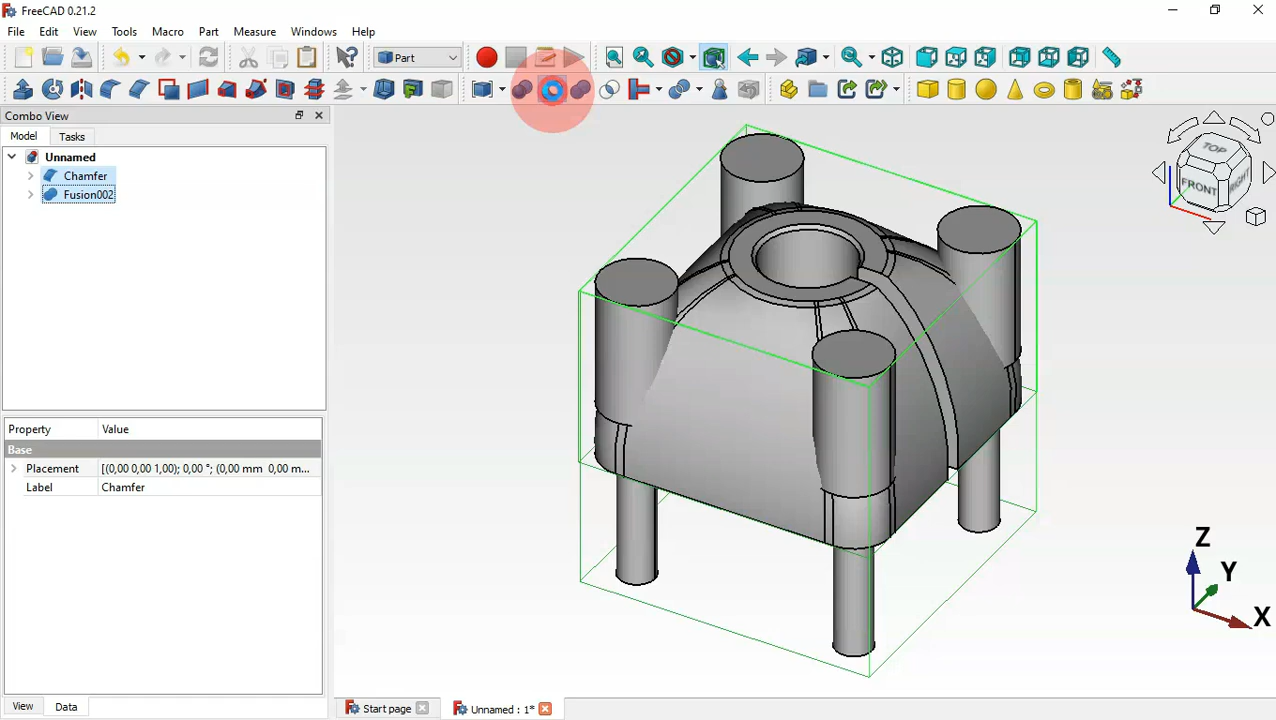 FreeCAD 0.21.2
File Edit View Tools Macro Part Measure Windows Help
Part
Combo View
Model Tasks
Unnamed
Chamfer
Fusion002
Property Value
Base
Placement [(0,00 0,00 1,00); 0,00 °; (0,00 mm 0,00 m...
Label Chamfer
View Data
Start page Unnamed : 1*
TOP
FRONT RIGHT
Z
Y
X